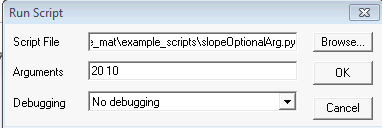 Run Script
Script File e_mat\example_scripts\slopeOptionalArg.py Browse...
Arguments 20 10 OK
Debugging No debugging Cancel